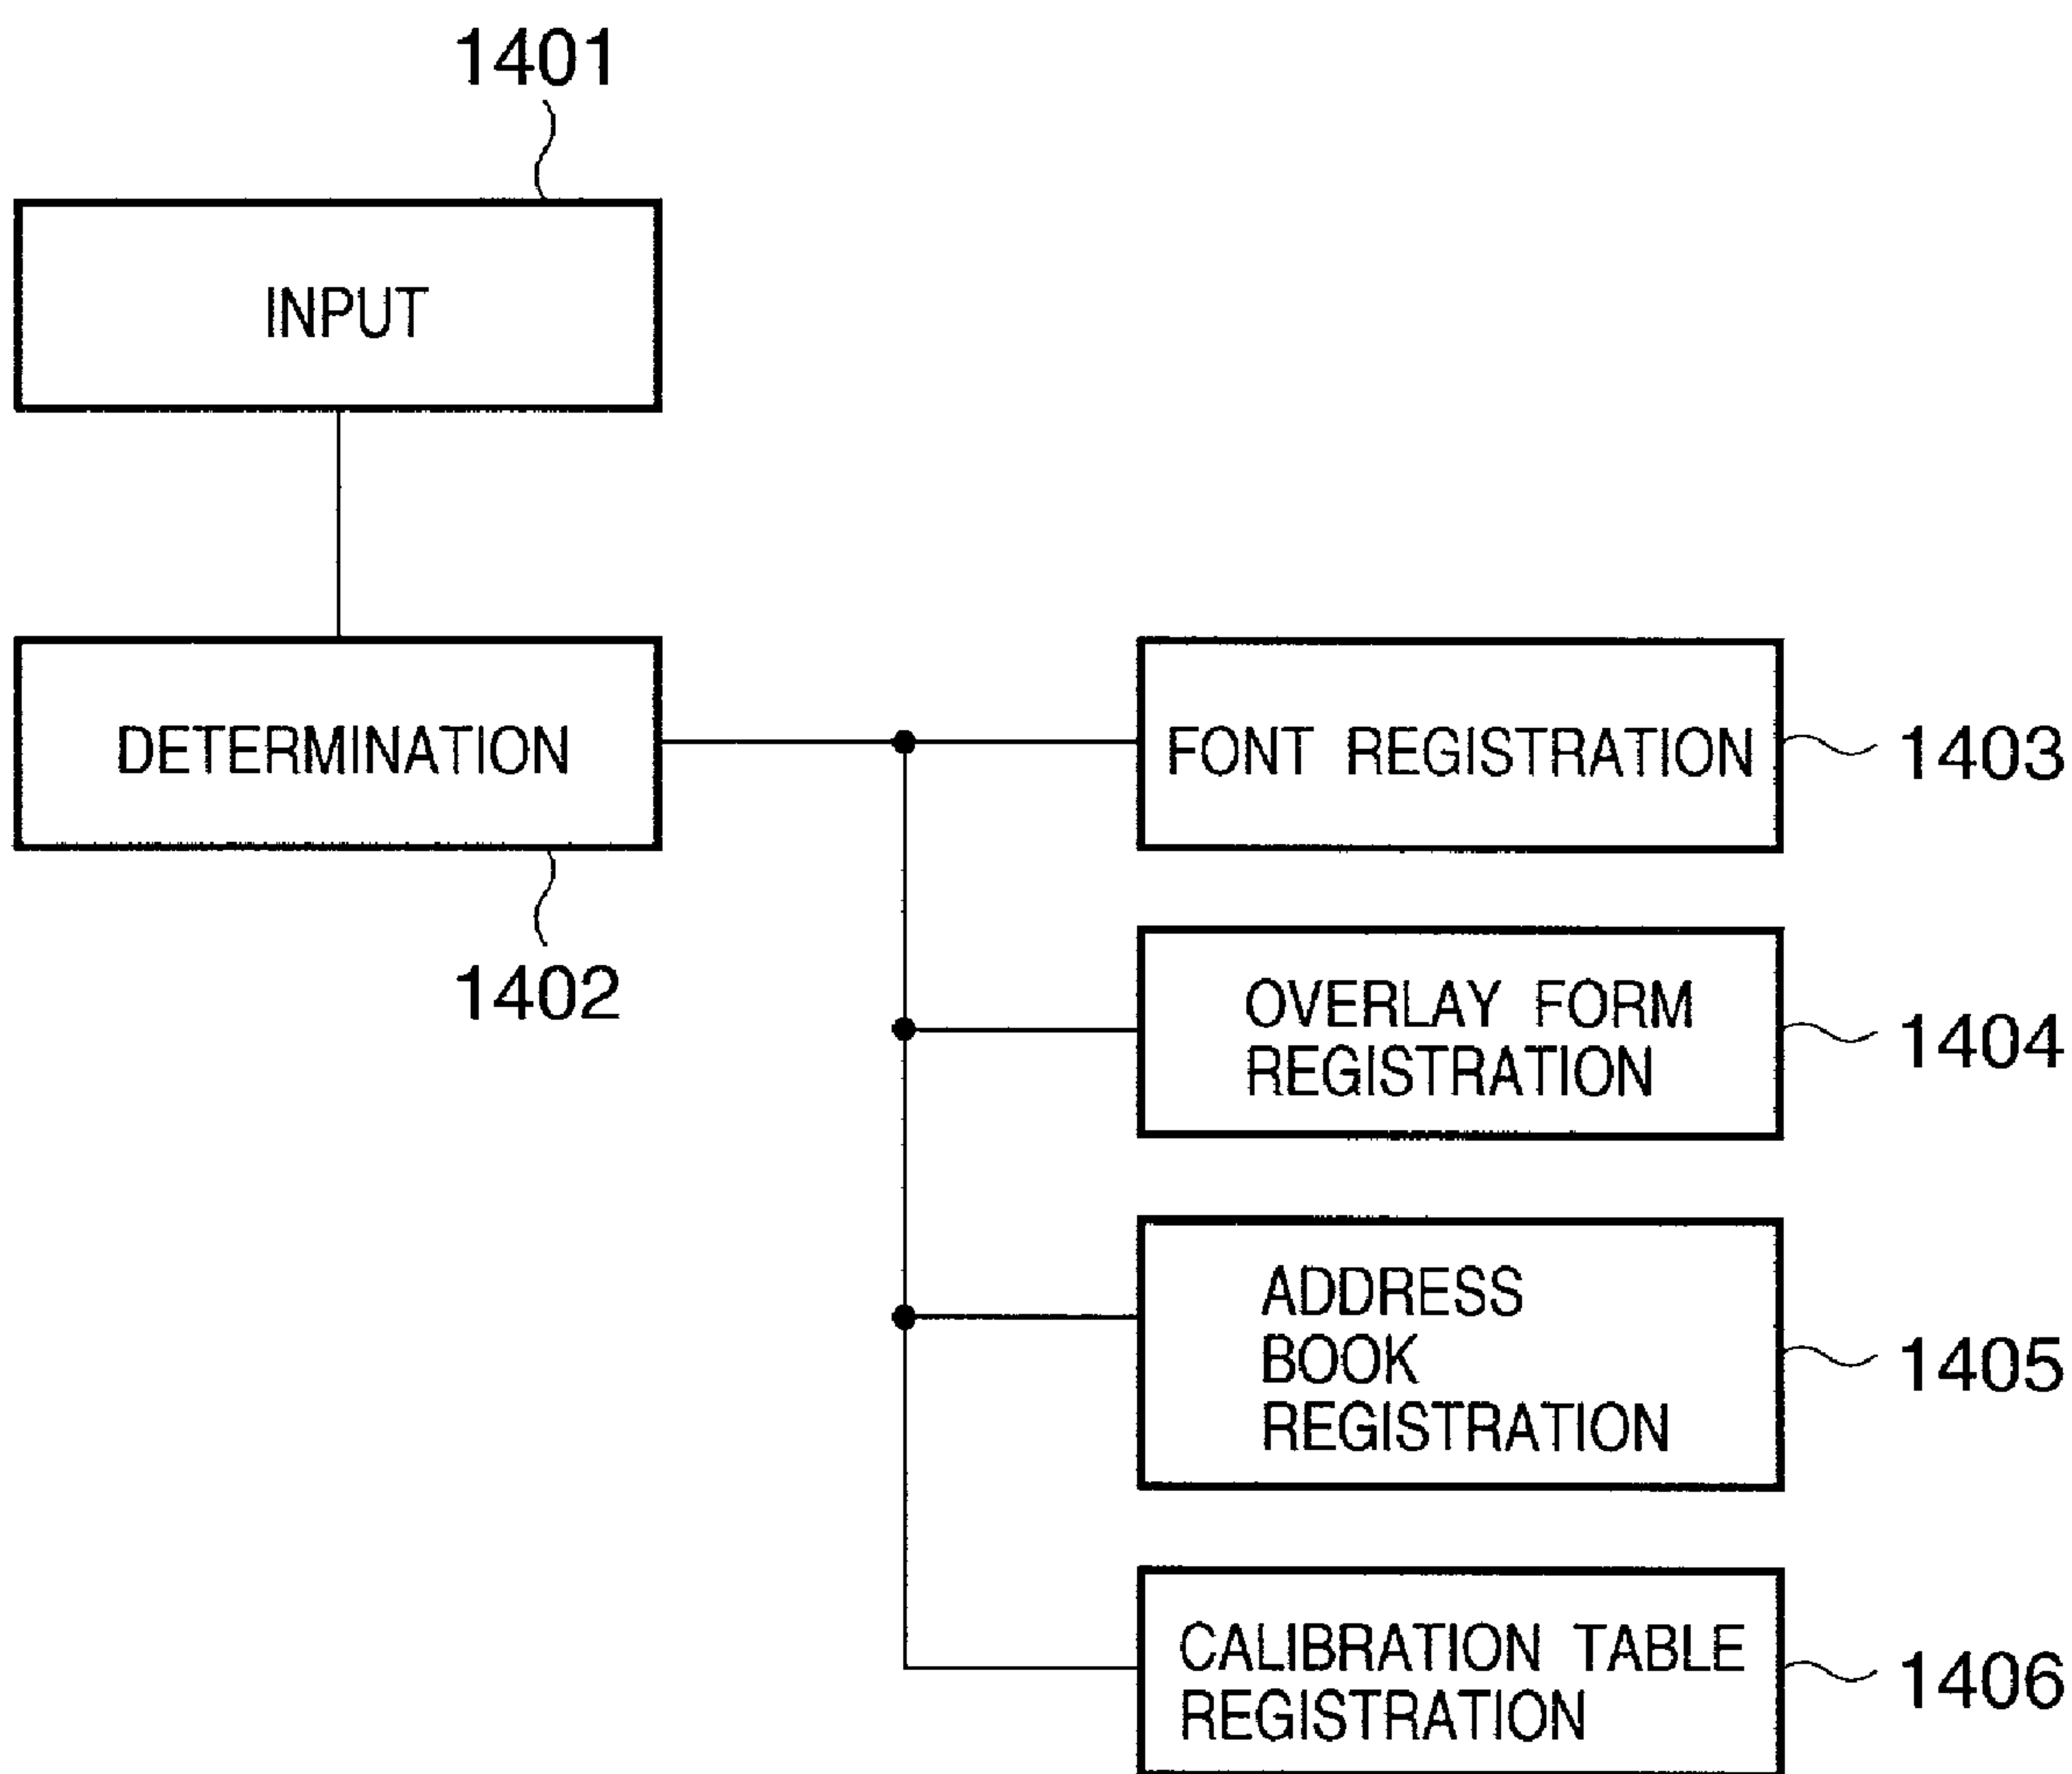 1401
INPUT
DETERMINATION
1402
FONT REGISTRATION
1403
OVERLAY FORM
REGISTRATION
1404
ADDRESS
BOOK
REGISTRATION
1405
CALIBRATION TABLE
REGISTRATION
1406